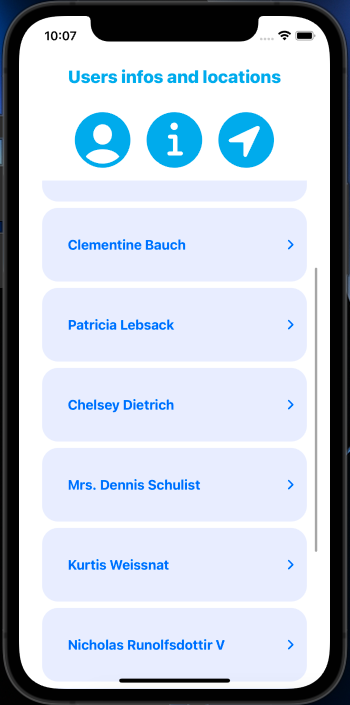 10:07
Users infos and locations
Clementine Bauch
Patricia Lebsack
Chelsey Dietrich
Mrs. Dennis Schulist
Kurtis Weissnat
Nicholas Runolfsdottir V